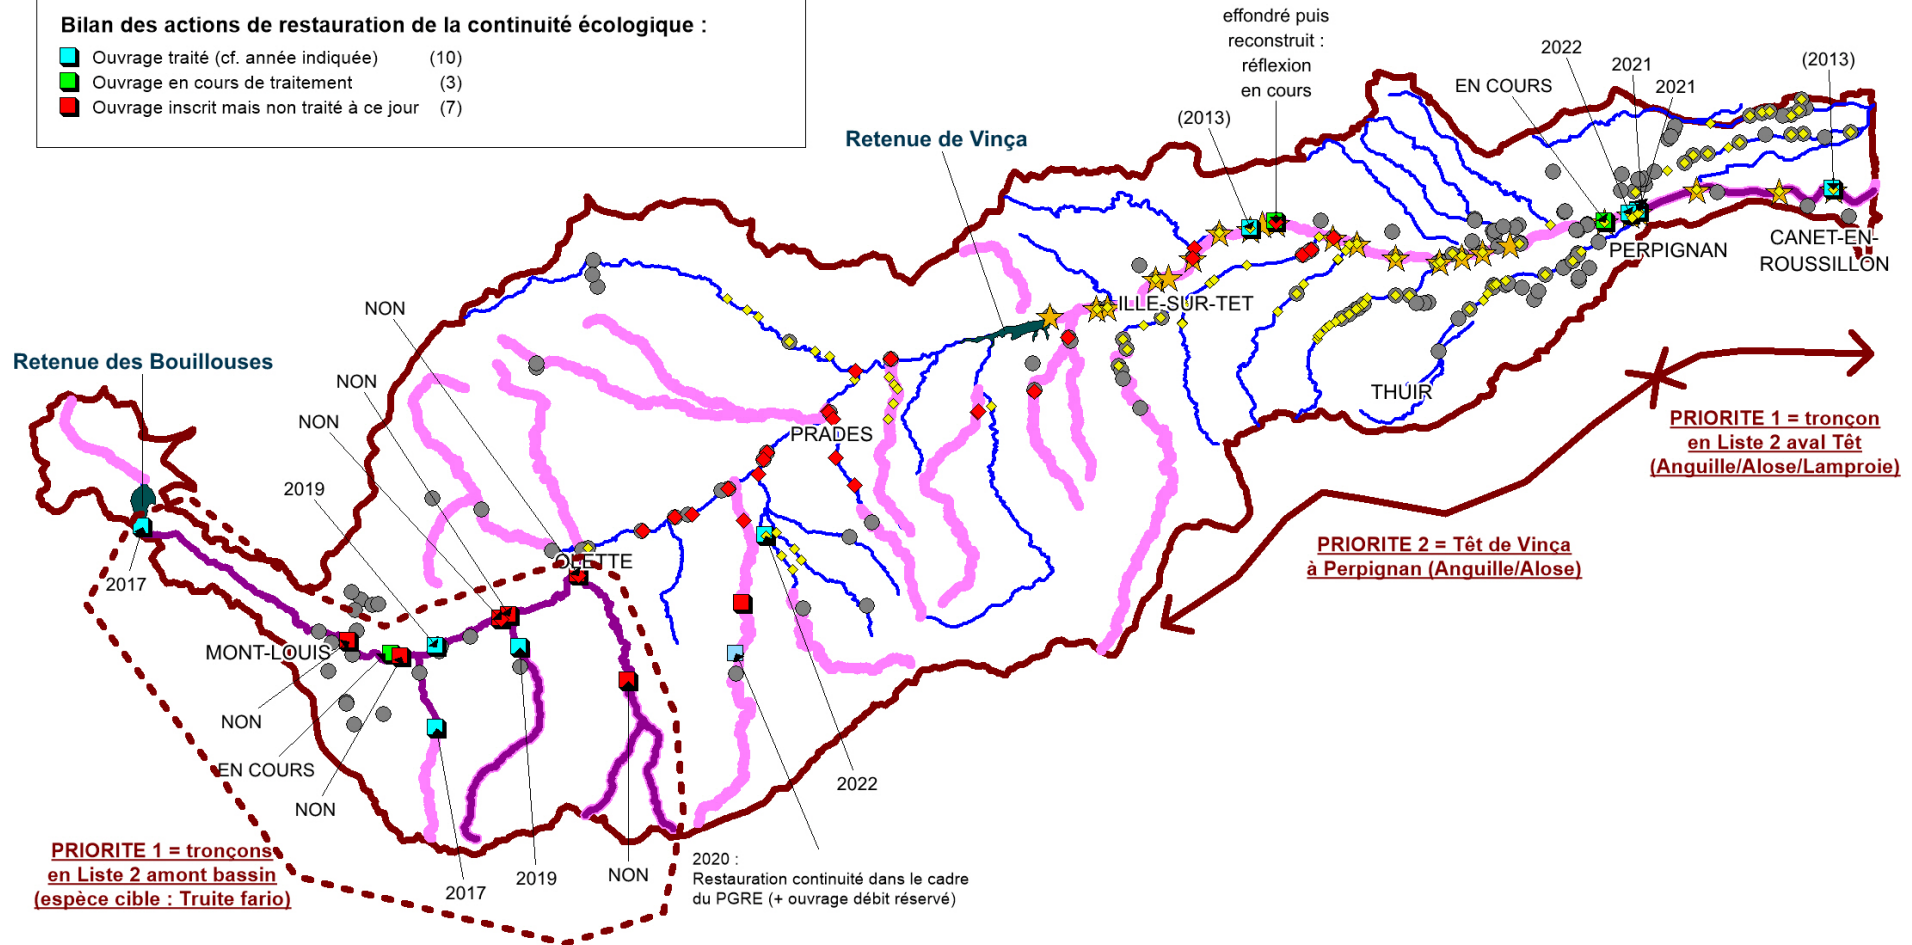 Bilan des actions de restauration de la continuité écologique :
Ouvrage traité (cf. année indiquée) (10)
Ouvrage en cours de traitement (3)
Ouvrage inscrit mais non traité à ce jour (7)
effondré puis
reconstruit :
réflexion
en cours
2022
2021
2021
(2013)
EN COURS
(2013)
Retenue de Vinça
PERPIGNAN
CANET-EN-
ROUSSILLON
ILLE-SUR-TET
NON
Retenue des Bouillouses
NON
THUIR
NON
PRADES
PRIORITE 1 = tronçon
en Liste 2 aval Têt
(Anguille/Alose/Lamproie)
2019
PRIORITE 2 = Têt de Vinça
à Perpignan (Anguille/Alose)
OLETTE
2017
MONT-LOUIS
NON
EN COURS
NON
2022
PRIORITE 1 = tronçons
en Liste 2 amont bassin
(espèce cible : Truite fario)
2017
2019
NON
2020 :
Restauration continuité dans le cadre
du PGRE (+ ouvrage débit réservé)